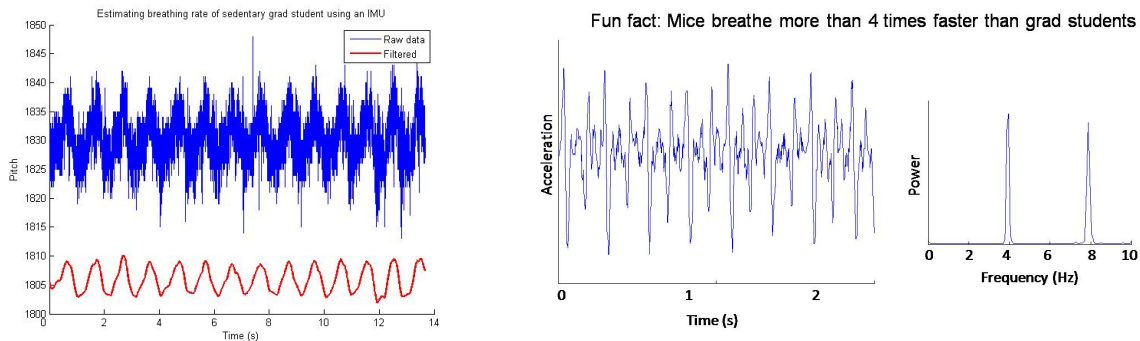 Estimating breathing rate of sedentary grad student using an IMU
1850
1845
1840
1835
1830
1825
1820
1815
1810
1805
1800
Pitch
Raw data
Filtered
0 2 4 6 8 10 12 14
Time (s)
Fun fact: Mice breathe more than 4 times faster than grad students
Acceleration
0 1 2
Time (s)
Power
0 2 4 6 8 10
Frequency (Hz)